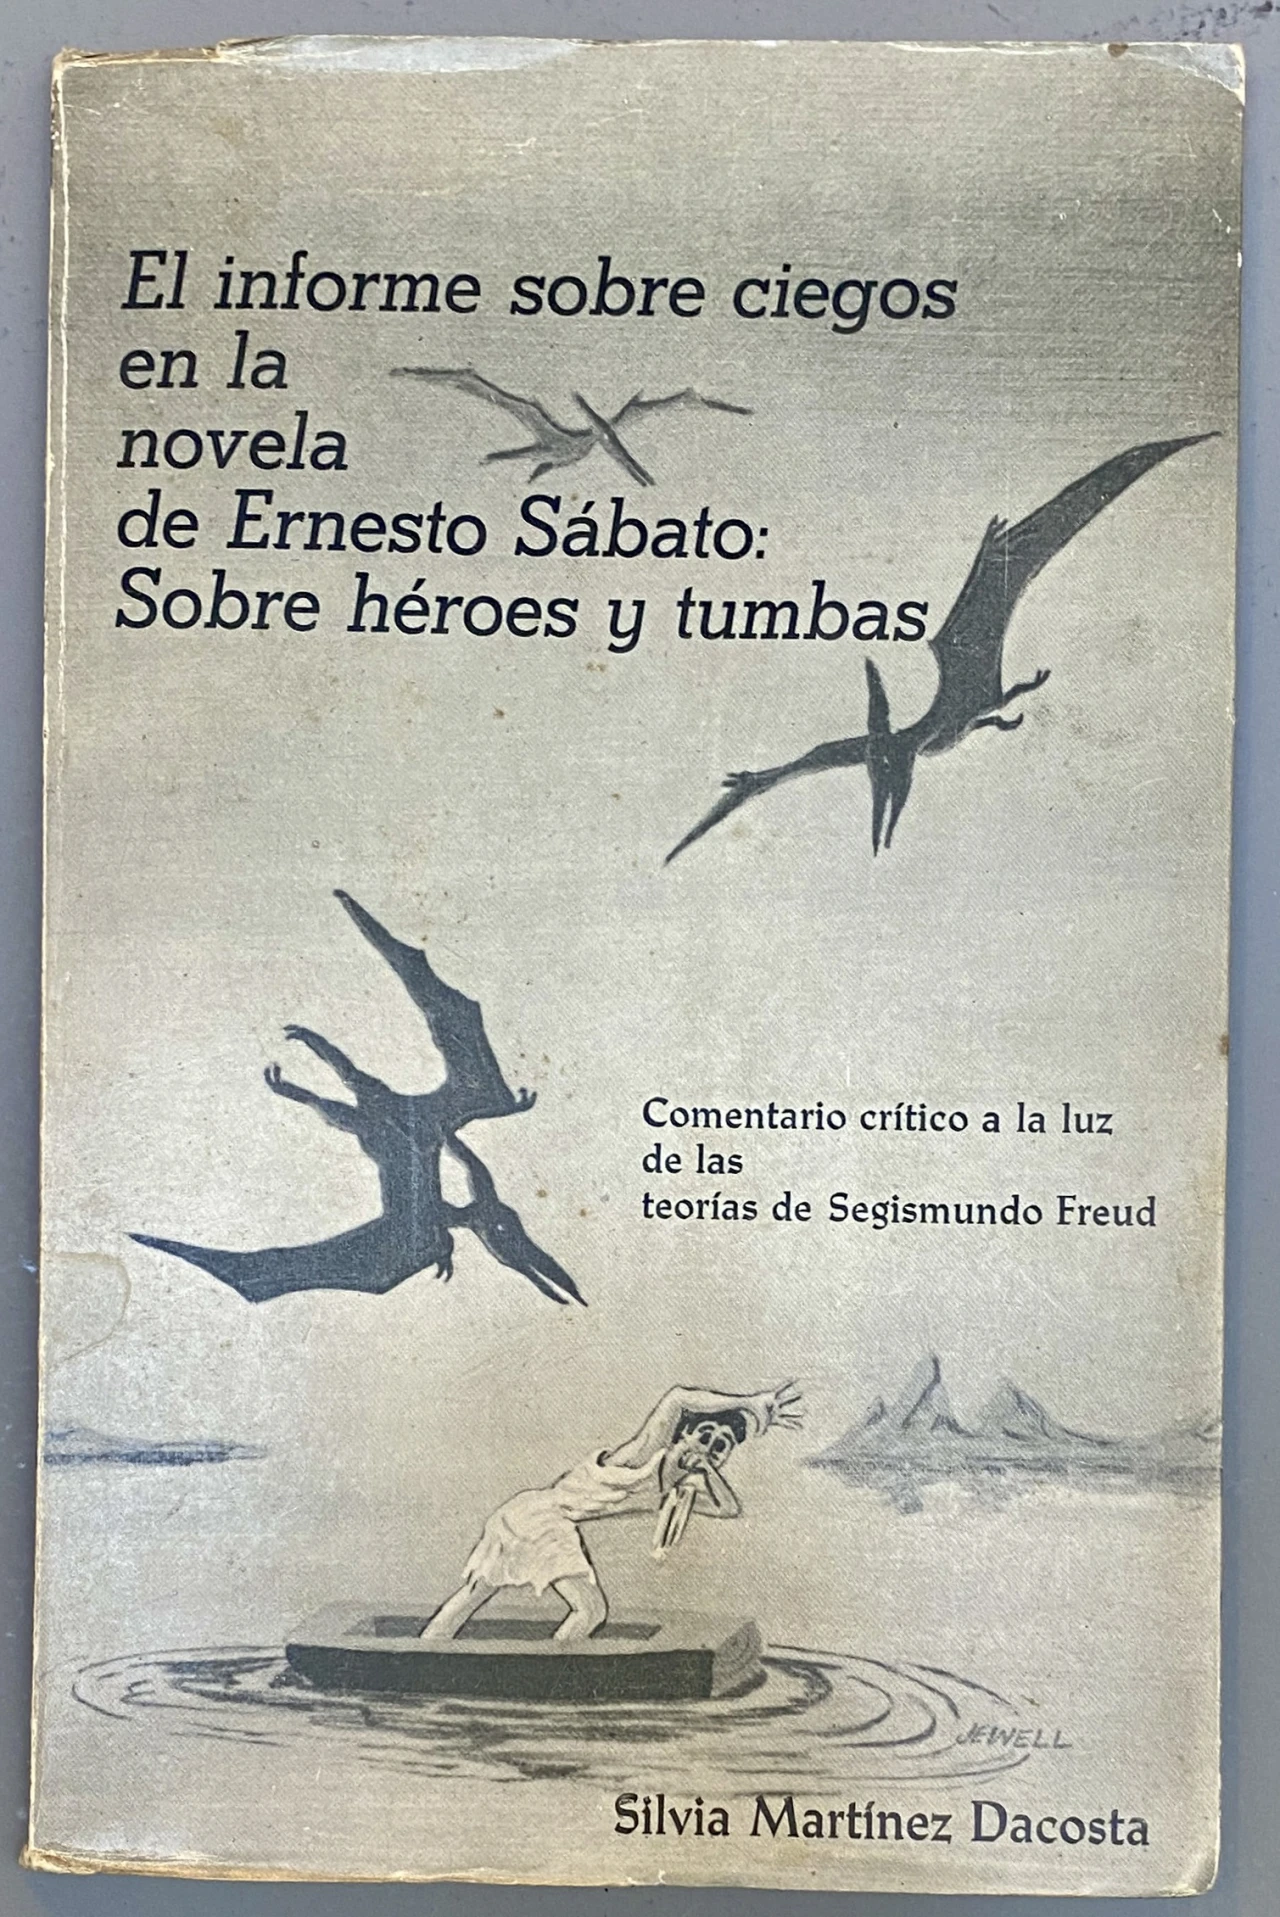 El informe sobre ciegos
en la
novela
de Ernesto Sábato:
Sobre héroes y tumbas
Comentario crítico a la luz
de las
teorías de Segismundo Freud
JEWELL
Silvia Martínez Dacosta